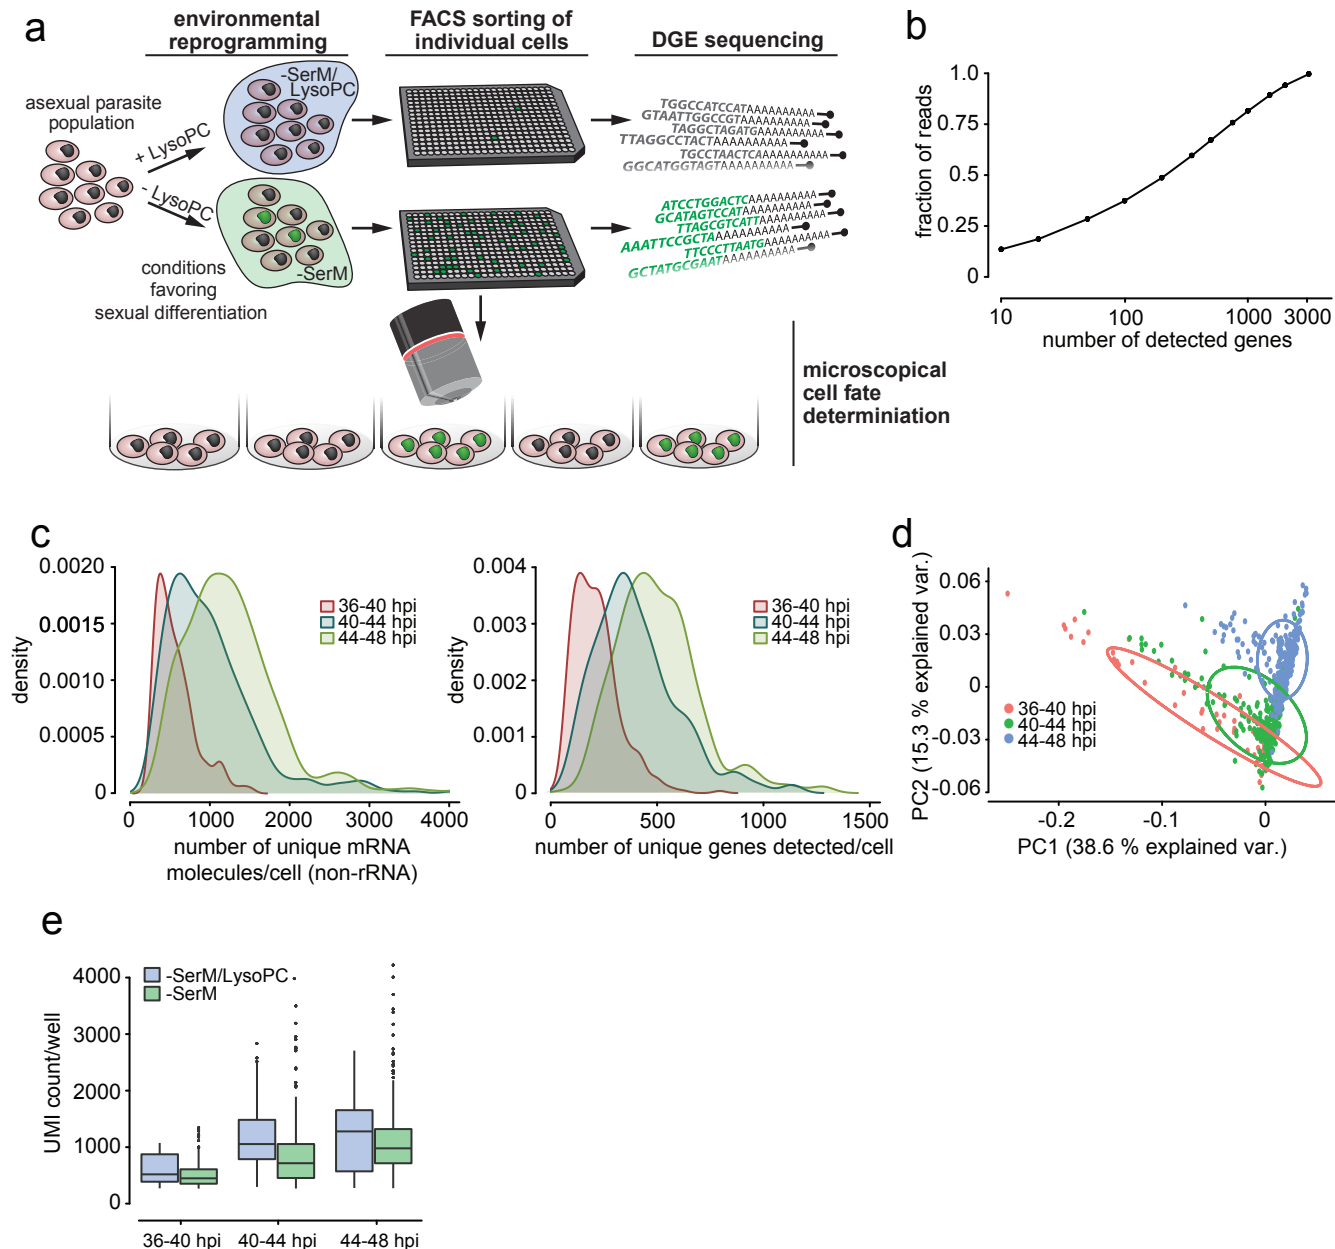 a
environmental
reprogramming
FACS sorting of
individual cells
DGE sequencing
asexual parasite
population
+ LysoPC
- LysoPC
-SerM/
LysoPC
-SerM
conditions
favoring
sexual differentiation
TGGCCATCCATAAAAAAAAAA
GTAATTGGCCGTAAAAAAAAAA
TAGGCTAGATGAAAAAAAAAA
TTAGGCCTACTAAAAAAAAAA
TGCCTAACTCAAAAAAAAAAA
GGCATGGTAGTAAAAAAAAAA
ATCCTGGACTCAAAAAAAAAA
GCATAGTCCATAAAAAAAAAA
TTAGCGTCATTAAAAAAAAAA
AAATTCCGCTAAAAAAAAAAA
TTCCCTTAATGAAAAAAAAAA
GCTATGCGAATAAAAAAAAAA
microscopical
cell fate
determiniation
b
fraction of reads
1.0
0.75
0.5
0.25
0
10
100
1000
3000
number of detected genes
c
density
0.0020
0.0015
0.0010
0.0005
0
36-40 hpi
40-44 hpi
44-48 hpi
0
1000
2000
3000
4000
number of unique mRNA
molecules/cell (non-rRNA)
density
0.004
0.003
0.002
0.001
0
36-40 hpi
40-44 hpi
44-48 hpi
0
500
1000
1500
number of unique genes detected/cell
d
PC2 (15.3 % explained var.)
0.06
0.03
0
-0.03
-0.06
36-40 hpi
40-44 hpi
44-48 hpi
-0.2
-0.1
0
PC1 (38.6 % explained var.)
e
UMI count/well
4000
3000
2000
1000
0
-SerM/LysoPC
-SerM
36-40 hpi
40-44 hpi
44-48 hpi